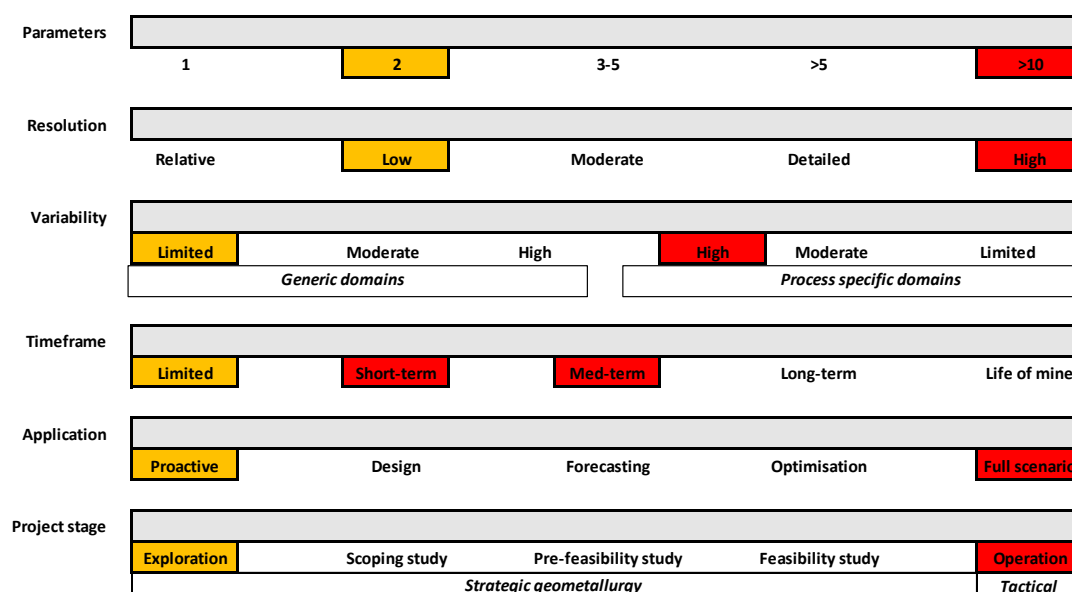 Parameters
1 2 3-5 >5 >10
Resolution
Relative Low Moderate Detailed High
Variability
Limited Moderate High High Moderate Limited
Generic domains Process specific domains
Timeframe
Limited Short-term Med-term Long-term Life of mine
Application
Proactive Design Forecasting Optimisation Full scenario
Project stage
Exploration Scoping study Pre-feasibility study Feasibility study Operation
Strategic geometallurgy Tactical